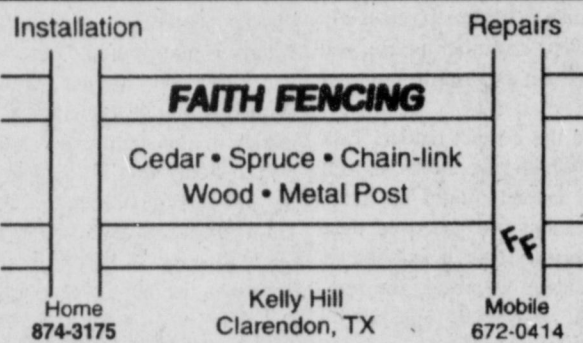 Installation Repairs
FAITH FENCING
Cedar • Spruce • Chain-link
Wood • Metal Post
FF
Home Kelly Hill Mobile
874-3175 Clarendon, TX 672-0414